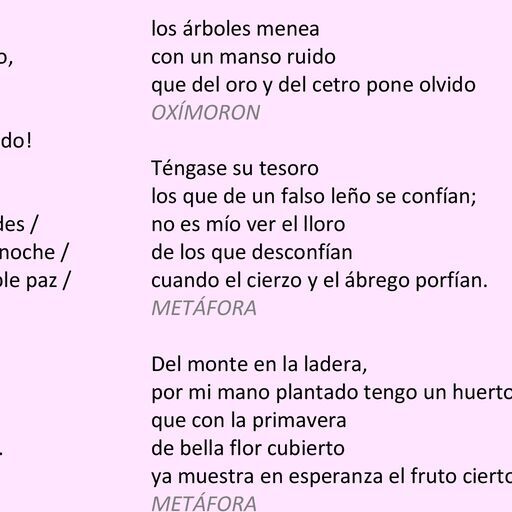 o,
do!
des /
noche /
ble paz /
.
los árboles menea
con un manso ruido
que del oro y del cetro pone olvido
OXÍMORON
Téngase su tesoro
los que de un falso leño se confían;
no es mío ver el lloro
de los que desconfían
cuando el cierzo y el ábrego porfían.
METÁFORA
Del monte en la ladera,
por mi mano plantado tengo un huerto
que con la primavera
de bella flor cubierto
ya muestra en esperanza el fruto cierto
METÁFORA